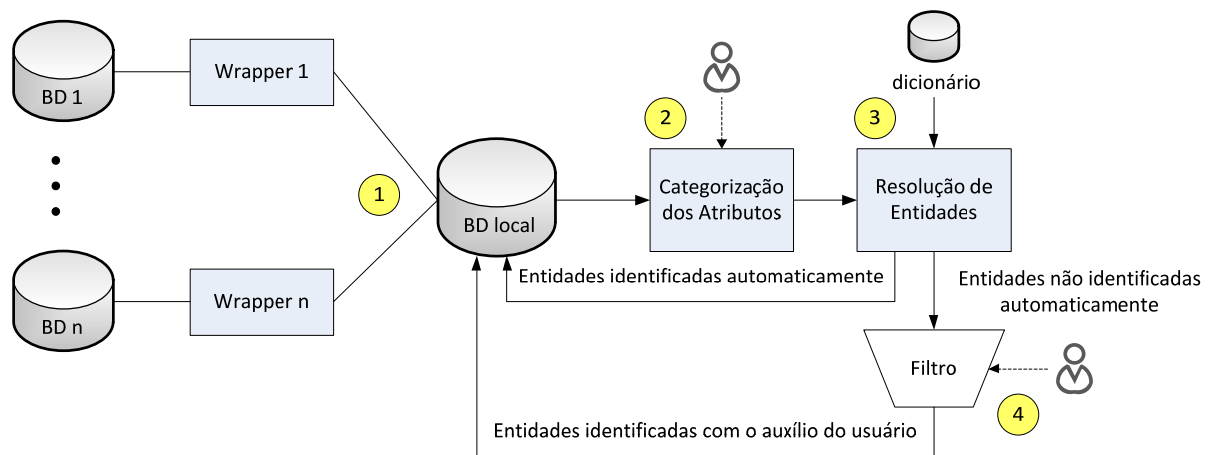 BD 1
Wrapper 1
BD n
Wrapper n
1
BD local
2
Categorização
dos Atributos
dicionário
3
Resolução de
Entidades
Entidades identificadas automaticamente
Entidades não identificadas
automaticamente
Filtro
4
Entidades identificadas com o auxílio do usuário